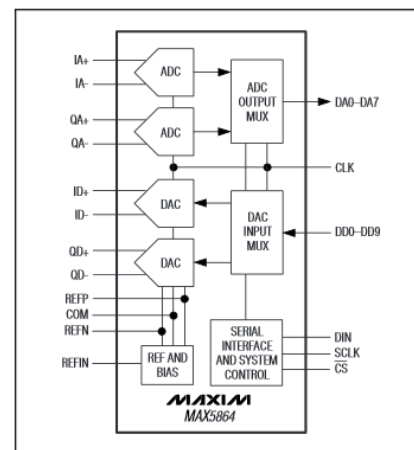 IA+
IA-
ADC
ADC
OUTPUT
MUX
DA0–DA7
QA+
QA-
ADC
CLK
ID+
ID-
DAC
DAC
INPUT
MUX
DD0–DD9
QD+
QD-
DAC
REFP
COM
REFN
REFIN
REF AND
BIAS
SERIAL
INTERFACE
AND SYSTEM
CONTROL
DIN
SCLK
CS
MAXIM
MAX5864